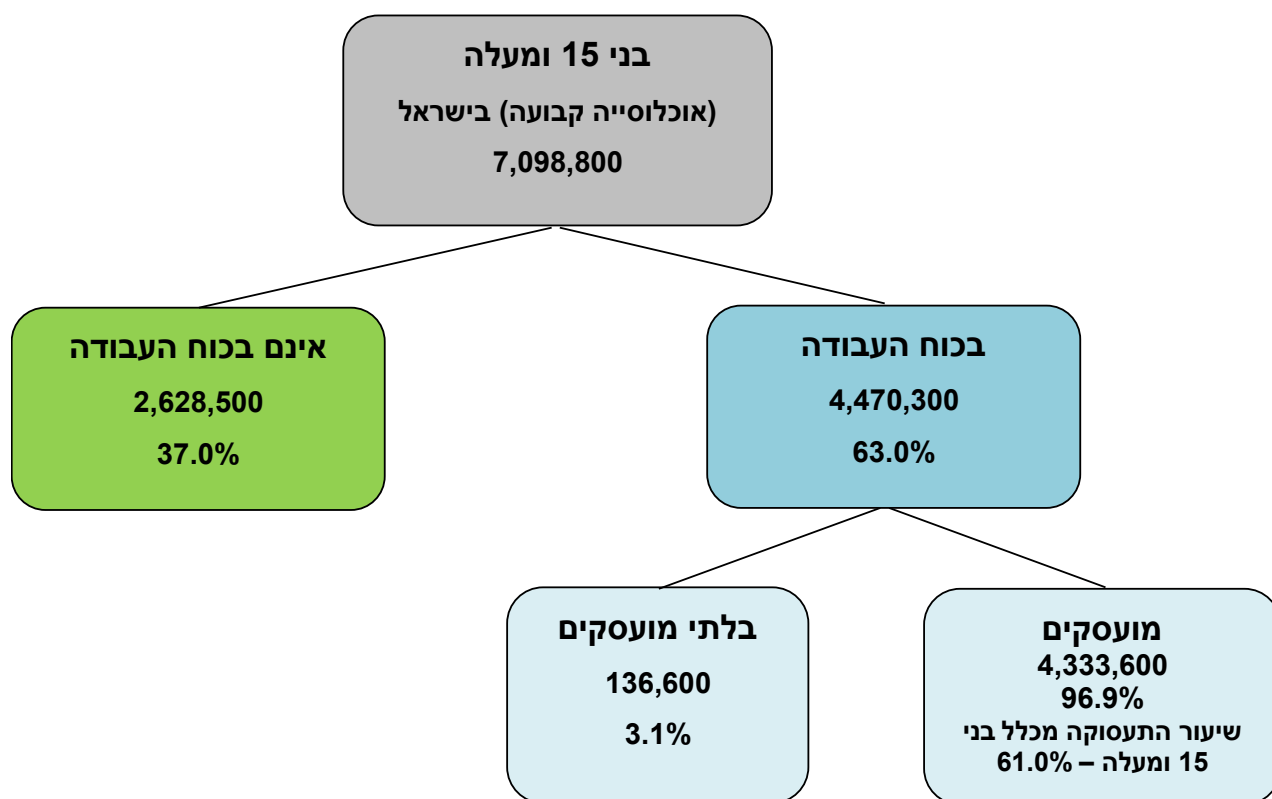 בני 15 ומעלה
(אוכלוסייה קבועה) בישראל
7,098,800
בכוח העבודה
4,470,300
63.0%
אינם בכוח העבודה
2,628,500
37.0%
מועסקים
4,333,600
96.9%
שיעור התעסוקה מכלל בני
15 ומעלה – 61.0%
בלתי מועסקים
136,600
3.1%